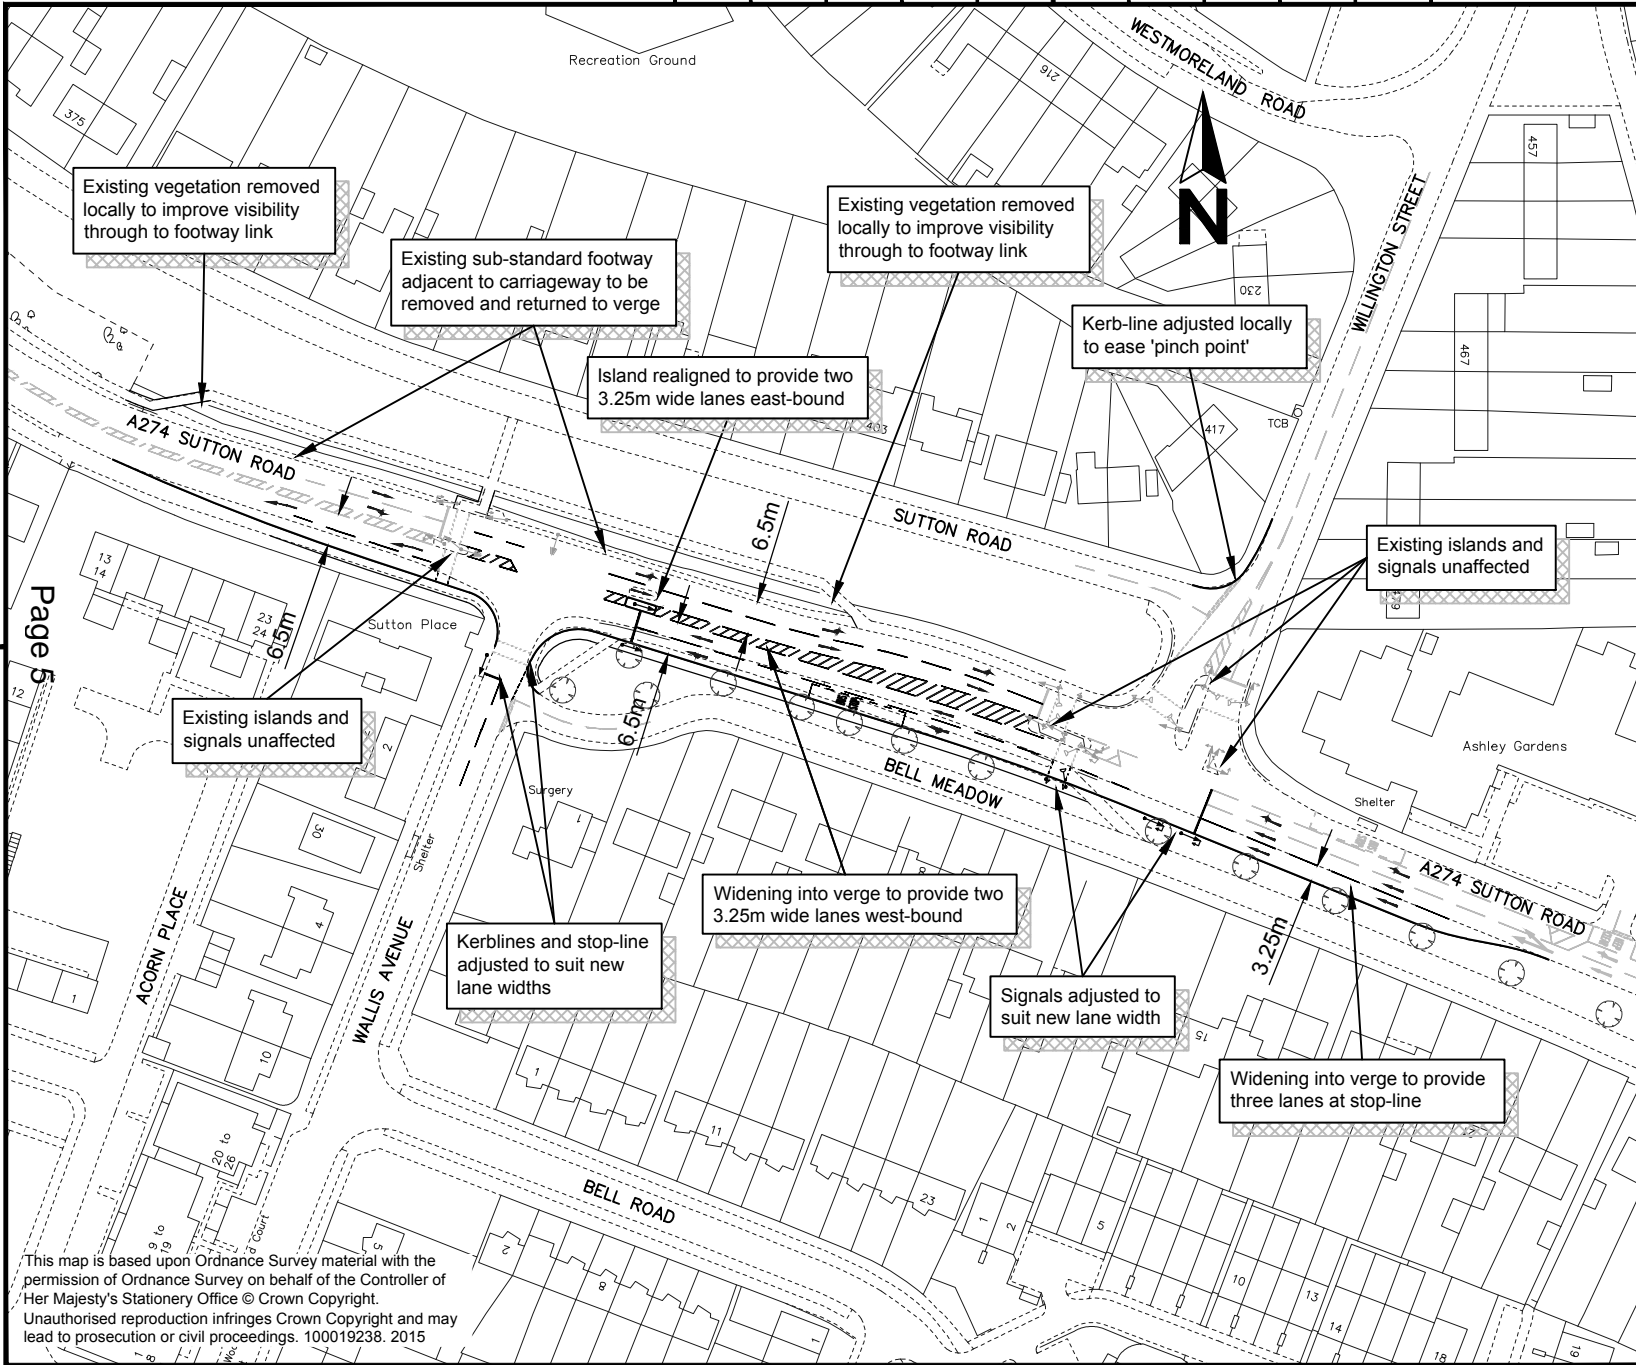 Recreation Ground
WESTMORELAND ROAD
216
375
457
Existing vegetation removed
locally to improve visibility
through to footway link
Existing vegetation removed
locally to improve visibility
through to footway link
N
WILLINGTON STREET
Existing sub-standard footway
adjacent to carriageway to be
removed and returned to verge
230
Kerb-line adjusted locally
to ease 'pinch point'
467
Island realigned to provide two
3.25m wide lanes east-bound
403
417
TCB
A274 SUTTON ROAD
SUTTON ROAD
6.5m
Existing islands and
signals unaffected
479
13
14
23
24
6.5m
Sutton Place
Page 5
12
2
Existing islands and
signals unaffected
6.5m
BELL MEADOW
Ashley Gardens
Surgery
1
Shelter
30
Shelter
A274 SUTTON ROAD
Widening into verge to provide two
3.25m wide lanes west-bound
4
ACORN PLACE
WALLIS AVENUE
Kerblines and stop-line
adjusted to suit new
lane widths
3.25m
1
Signals adjusted to
suit new lane width
15
10
1
Widening into verge to provide
three lanes at stop-line
11
20 to
26
BELL ROAD
23
1
2
5
9 to
19
d Court
5
2
8
10
13
14
18
19
1
This map is based upon Ordnance Survey material with the
permission of Ordnance Survey on behalf of the Controller of
Her Majesty's Stationery Office © Crown Copyright.
Unauthorised reproduction infringes Crown Copyright and may
lead to prosecution or civil proceedings. 100019238. 2015